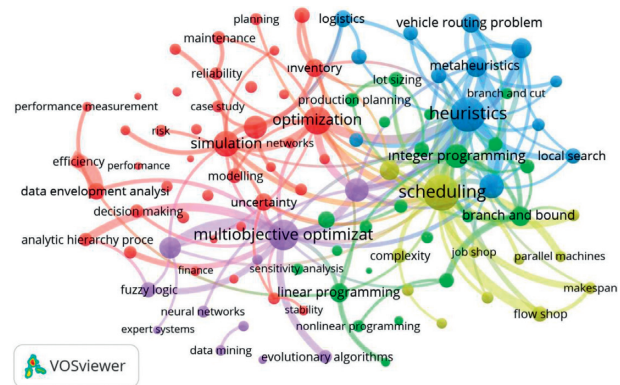 planning
logistics
vehicle routing problem
maintenance
inventory
metaheuristics
reliability
lot sizing
branch and cut
performance measurement
case study
production planning
heuristics
risk
optimization
simulation
networks
integer programming
local search
efficiency
performance
modelling
data envelopment analysi
scheduling
decision making
uncertainty
branch and bound
analytic hierarchy proce
multiobjective optimizat
complexity
job shop
parallel machines
finance
sensitivity analysis
fuzzy logic
linear programming
makespan
neural networks
stability
flow shop
expert systems
nonlinear programming
data mining
evolutionary algorithms
VOSviewer